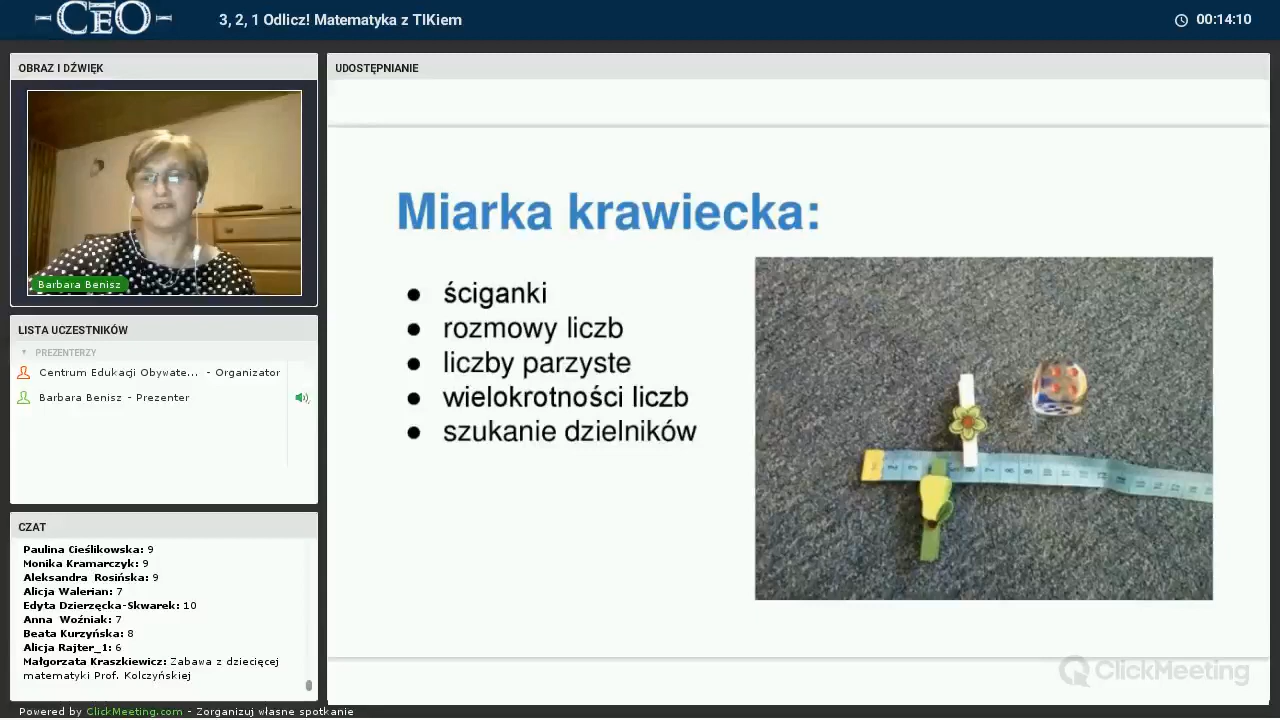 CEO
3, 2, 1 Odlicz! Matematyka z TIKiem
00:14:10
OBRAZ I DŹWIĘK
Barbara Benisz
LISTA UCZESTNIKÓW
PREZENTERZY
Centrum Edukacji Obywate... - Organizator
Barbara Benisz - Prezenter
CZAT
Paulina Cieślikowska: 9
Monika Kramarczyk: 9
Aleksandra Rosińska: 9
Alicja Walerian: 7
Edyta Dzierzęcka-Skwarek: 10
Anna Woźniak: 7
Beata Kurzyńska: 8
Alicja Rajter_1: 6
Małgorzata Kraszkiewicz: Zabawa z dziecięcej
matematyki Prof. Kolczyńskiej
UDOSTĘPNIANIE
Miarka krawiecka:
● ściganki
● rozmowy liczb
● liczby parzyste
● wielokrotności liczb
● szukanie dzielników
ClickMeeting
Powered by ClickMeeting.com - Zorganizuj własne spotkanie